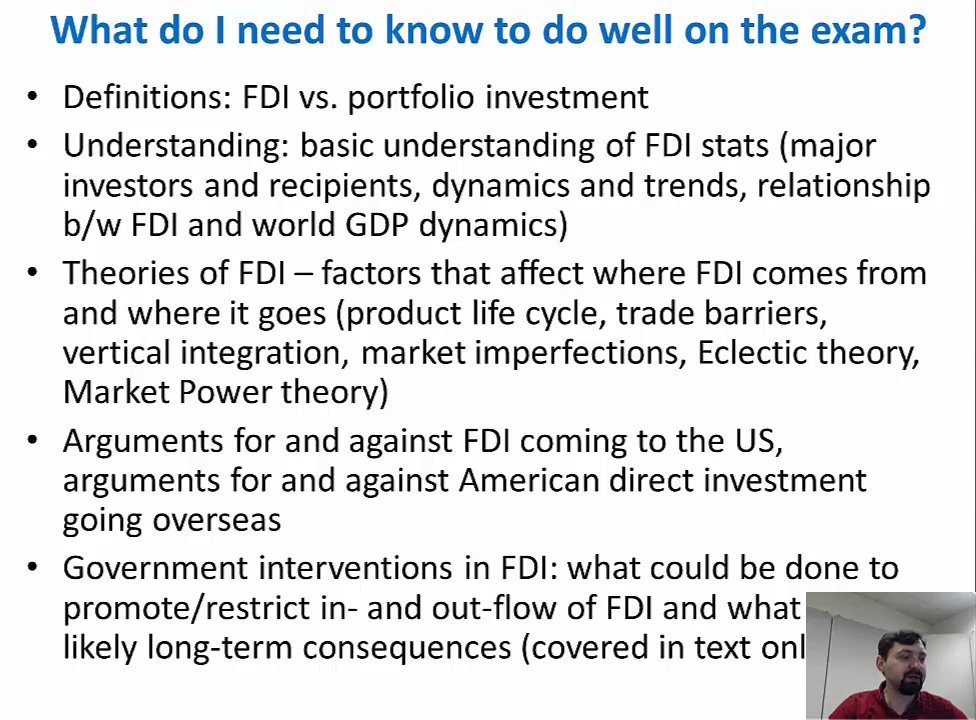 What do I need to know to do well on the exam?
• Definitions: FDI vs. portfolio investment
• Understanding: basic understanding of FDI stats (major
investors and recipients, dynamics and trends, relationship
b/w FDI and world GDP dynamics)
• Theories of FDI – factors that affect where FDI comes from
and where it goes (product life cycle, trade barriers,
vertical integration, market imperfections, Eclectic theory,
Market Power theory)
• Arguments for and against FDI coming to the US,
arguments for and against American direct investment
going overseas
• Government interventions in FDI: what could be done to
promote/restrict in- and out-flow of FDI and what
likely long-term consequences (covered in text